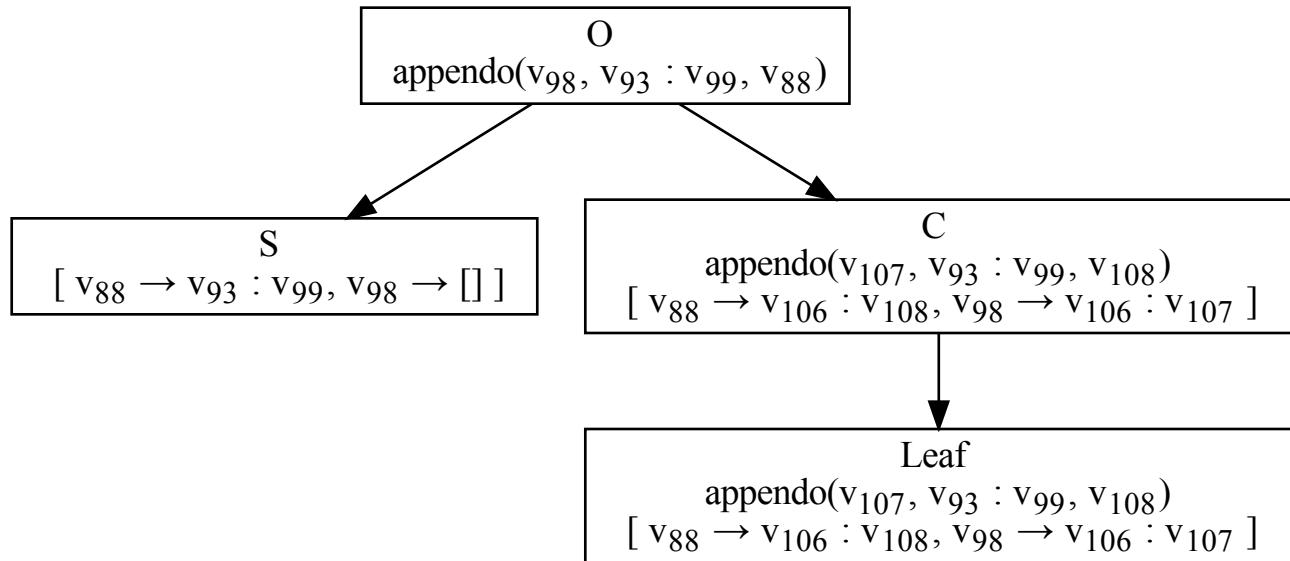 O
appendo(v98, v93 : v99, v88)
S
[ v88 → v93 : v99, v98 → [] ]
C
appendo(v107, v93 : v99, v108)
[ v88 → v106 : v108, v98 → v106 : v107 ]
Leaf
appendo(v107, v93 : v99, v108)
[ v88 → v106 : v108, v98 → v106 : v107 ]